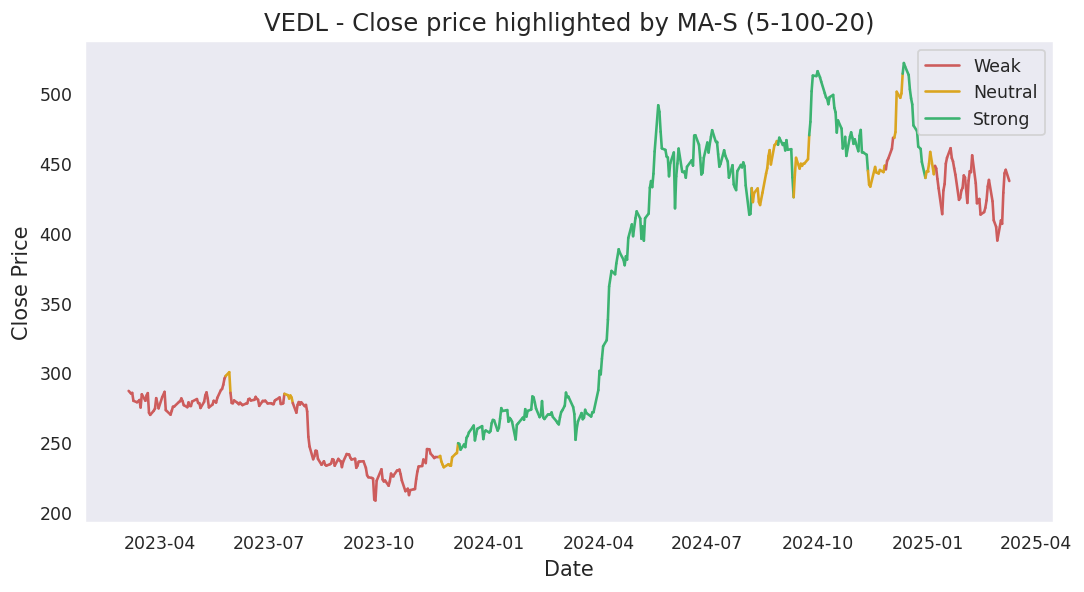 VEDL - Close price highlighted by MA-S (5-100-20)
Weak
Neutral
Strong
Close Price
500
450
400
350
300
250
200
2023-04 2023-07 2023-10 2024-01 2024-04 2024-07 2024-10 2025-01 2025-04
Date